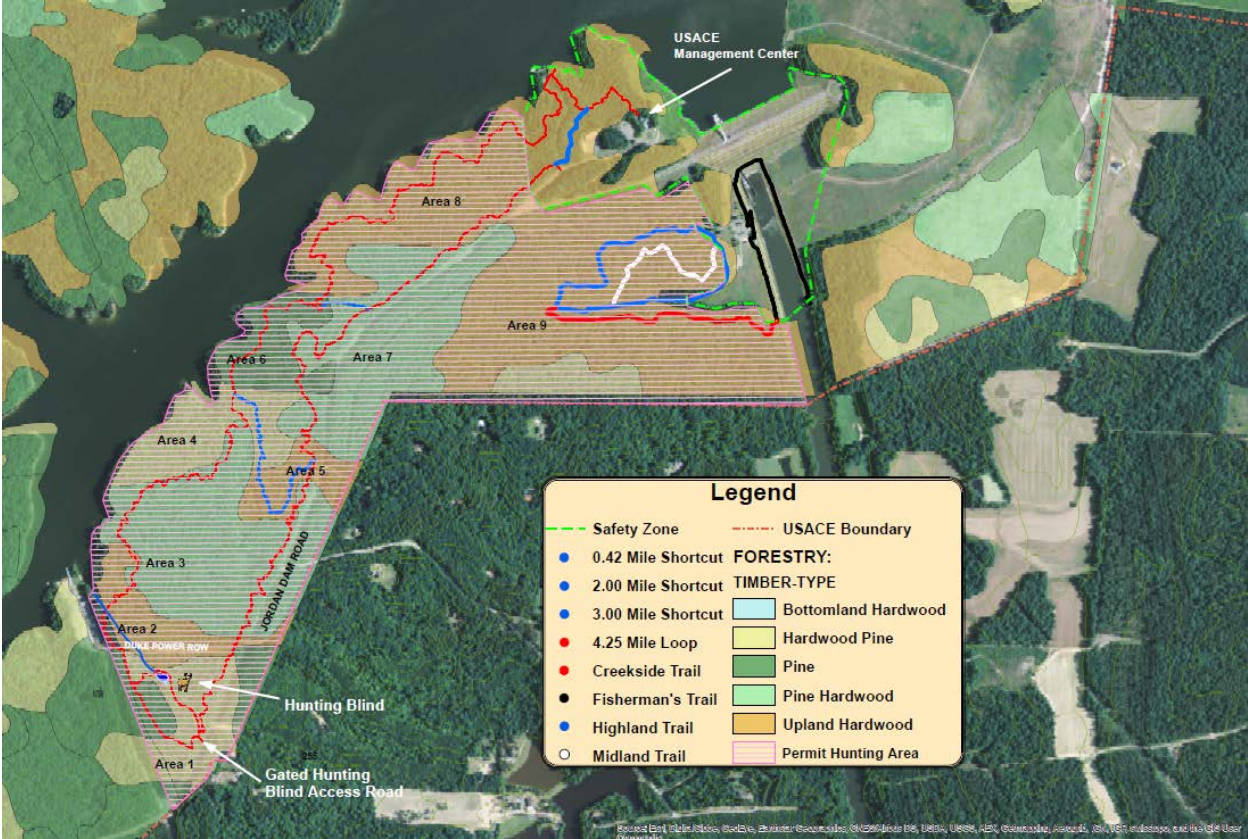 USACE
Management Center
Area 8
Area 9
Area 7
Area 6
Area 4
Area 5
Area 3
JORDAN DAM ROAD
Area 2
DUKE POWER ROW
Hunting Blind
Area 1
Gated Hunting
Blind Access Road
Legend
Safety Zone
USACE Boundary
0.42 Mile Shortcut
FORESTRY:
2.00 Mile Shortcut
TIMBER-TYPE
3.00 Mile Shortcut
Bottomland Hardwood
4.25 Mile Loop
Hardwood Pine
Creekside Trail
Pine
Fisherman's Trail
Pine Hardwood
Highland Trail
Upland Hardwood
Midland Trail
Permit Hunting Area